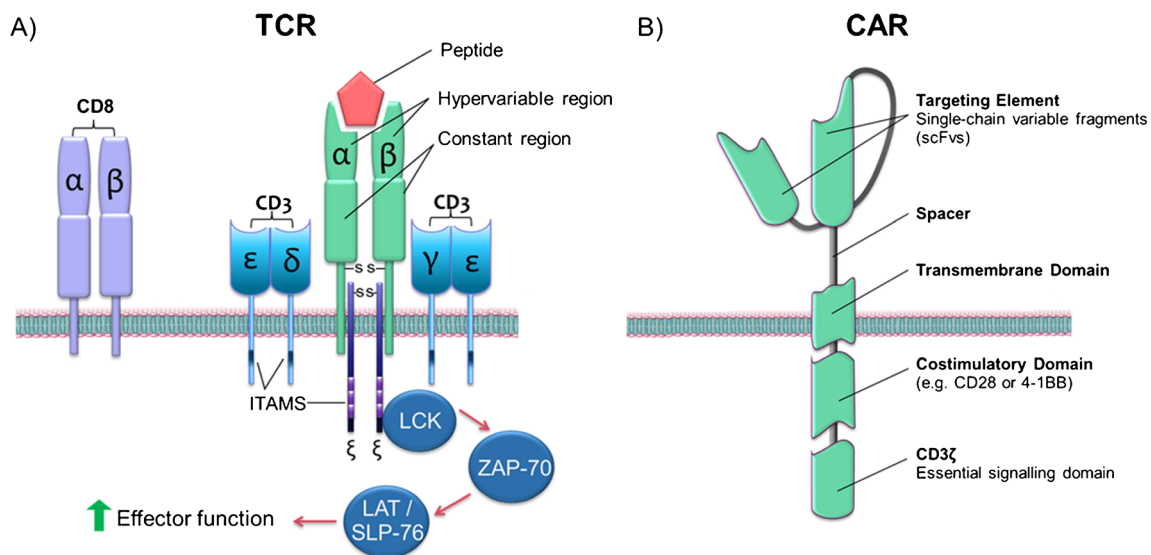 A)
TCR
Peptide
Hypervariable region
Constant region
CD8
α β
α β
CD3
ε δ
CD3
γ ε
s s
ss
ITAMS
ξ ξ
LCK
ZAP-70
LAT /
SLP-76
Effector function
B)
CAR
Targeting Element
Single-chain variable fragments
(scFvs)
Spacer
Transmembrane Domain
Costimulatory Domain
(e.g. CD28 or 4-1BB)
CD3ζ
Essential signalling domain